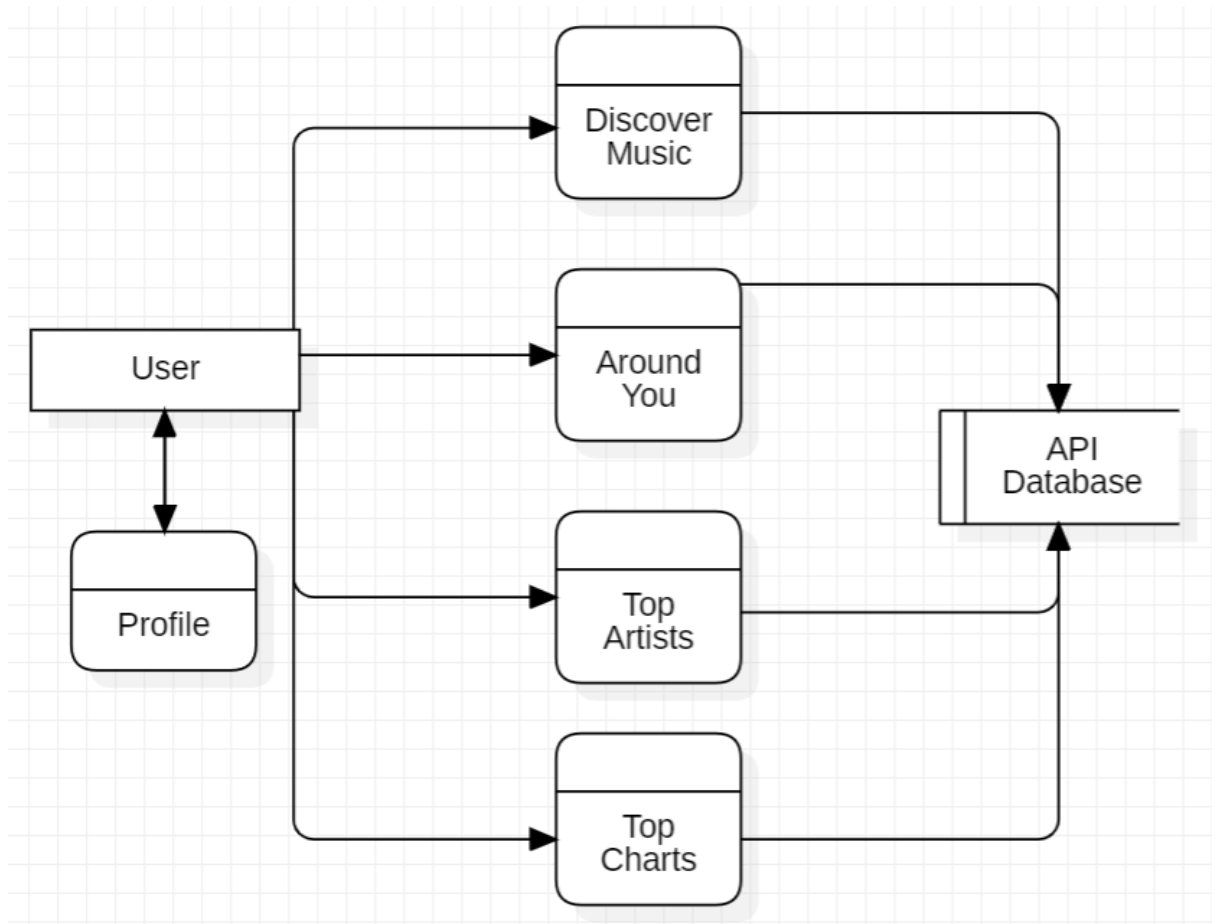 Discover
Music
User
Around
You
API
Database
Profile
Top
Artists
Top
Charts